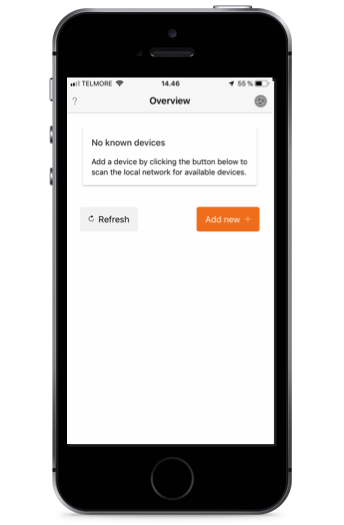 TELMORE 14.46 55 %
? Overview
No known devices
Add a device by clicking the button below to
scan the local network for available devices.
Refresh Add new +